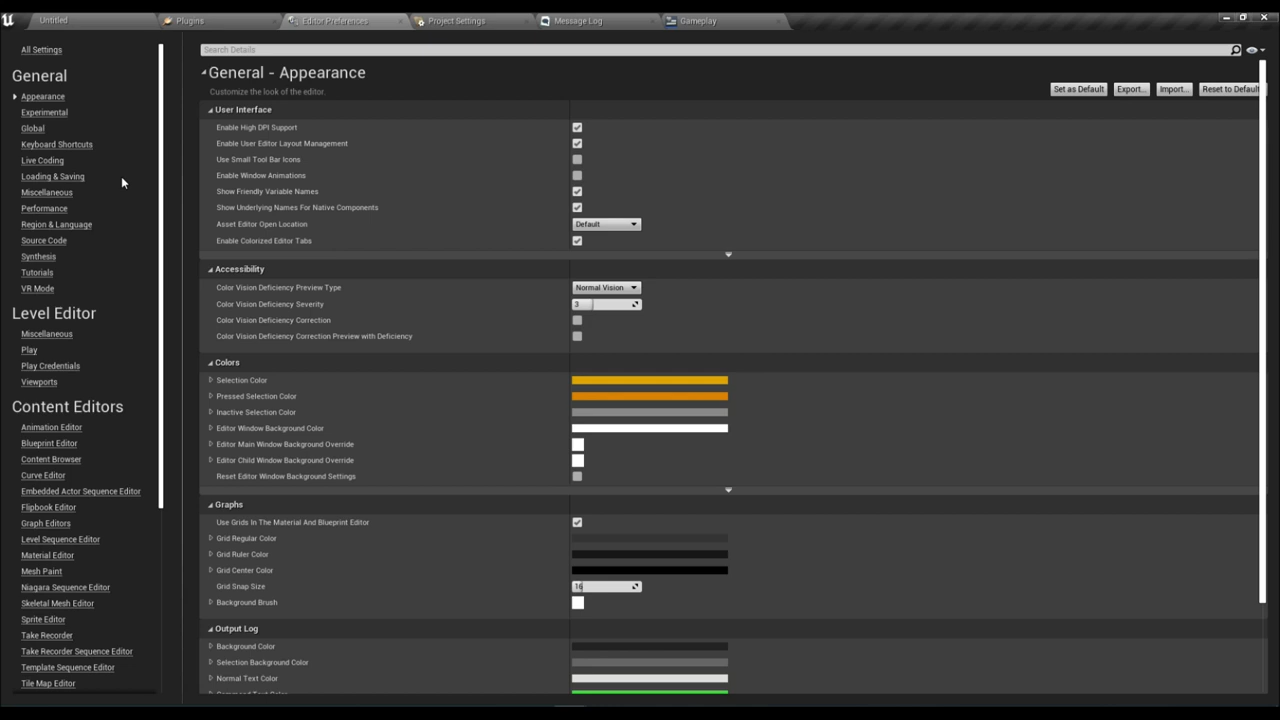 Untitled
Plugins
Editor Preferences
Project Settings
Message Log
Gameplay
All Settings
General
Appearance
Experimental
Global
Keyboard Shortcuts
Live Coding
Loading & Saving
Miscellaneous
Performance
Region & Language
Source Code
Synthesis
Tutorials
VR Mode
Level Editor
Miscellaneous
Play
Play Credentials
Viewports
Content Editors
Animation Editor
Blueprint Editor
Content Browser
Curve Editor
Embedded Actor Sequence Editor
Flipbook Editor
Graph Editors
Level Sequence Editor
Material Editor
Mesh Paint
Niagara Sequence Editor
Skeletal Mesh Editor
Sprite Editor
Take Recorder
Take Recorder Sequence Editor
Template Sequence Editor
Tile Map Editor
Search Details
General - Appearance
Customize the look of the editor.
Set as Default
Export...
Import...
Reset to Default
User Interface
Enable High DPI Support
Enable User Editor Layout Management
Use Small Tool Bar Icons
Enable Window Animations
Show Friendly Variable Names
Show Underlying Names For Native Components
Asset Editor Open Location Default
Enable Colorized Editor Tabs
Accessibility
Color Vision Deficiency Preview Type Normal Vision
Color Vision Deficiency Severity 3
Color Vision Deficiency Correction
Color Vision Deficiency Correction Preview with Deficiency
Colors
Selection Color
Pressed Selection Color
Inactive Selection Color
Editor Window Background Color
Editor Main Window Background Override
Editor Child Window Background Override
Reset Editor Window Background Settings
Graphs
Use Grids In The Material And Blueprint Editor
Grid Regular Color
Grid Ruler Color
Grid Center Color
Grid Snap Size 16
Background Brush
Output Log
Background Color
Selection Background Color
Normal Text Color
Command Text Color